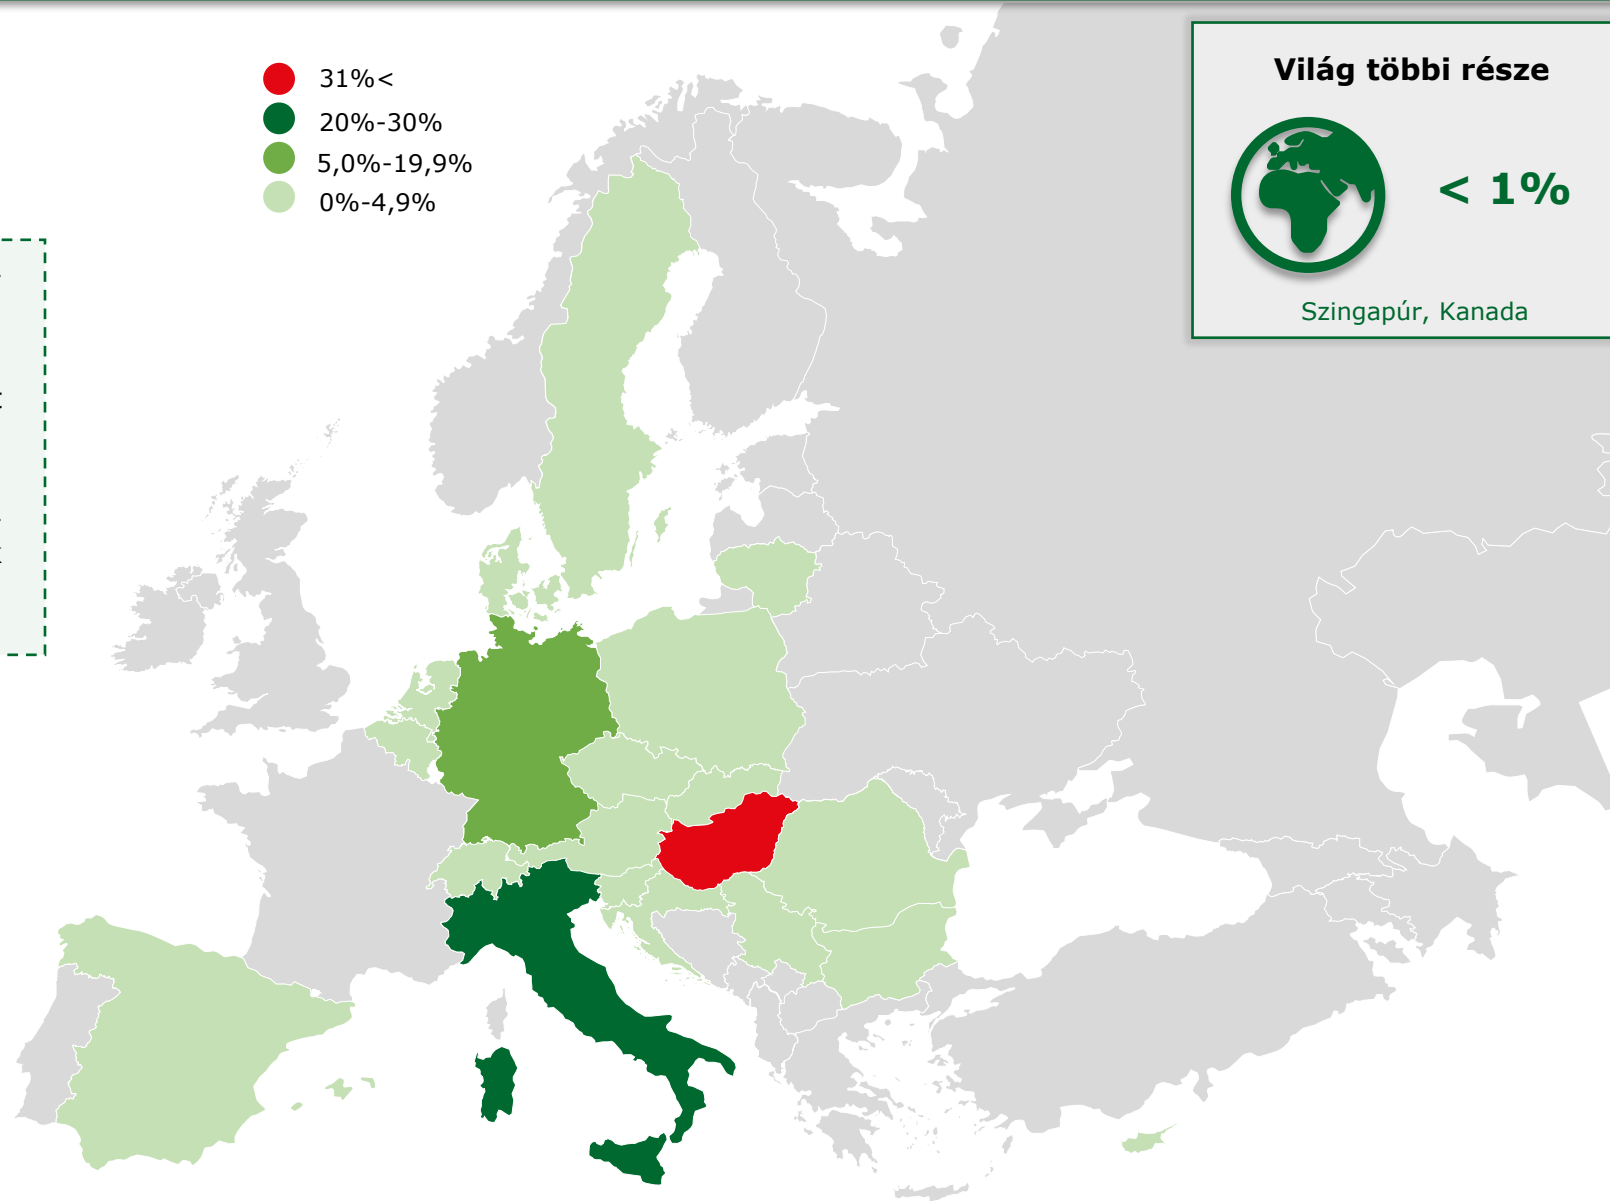 31%<
20%-30%
5,0%-19,9%
0%-4,9%
Világ többi része
< 1%
Szingapúr, Kanada